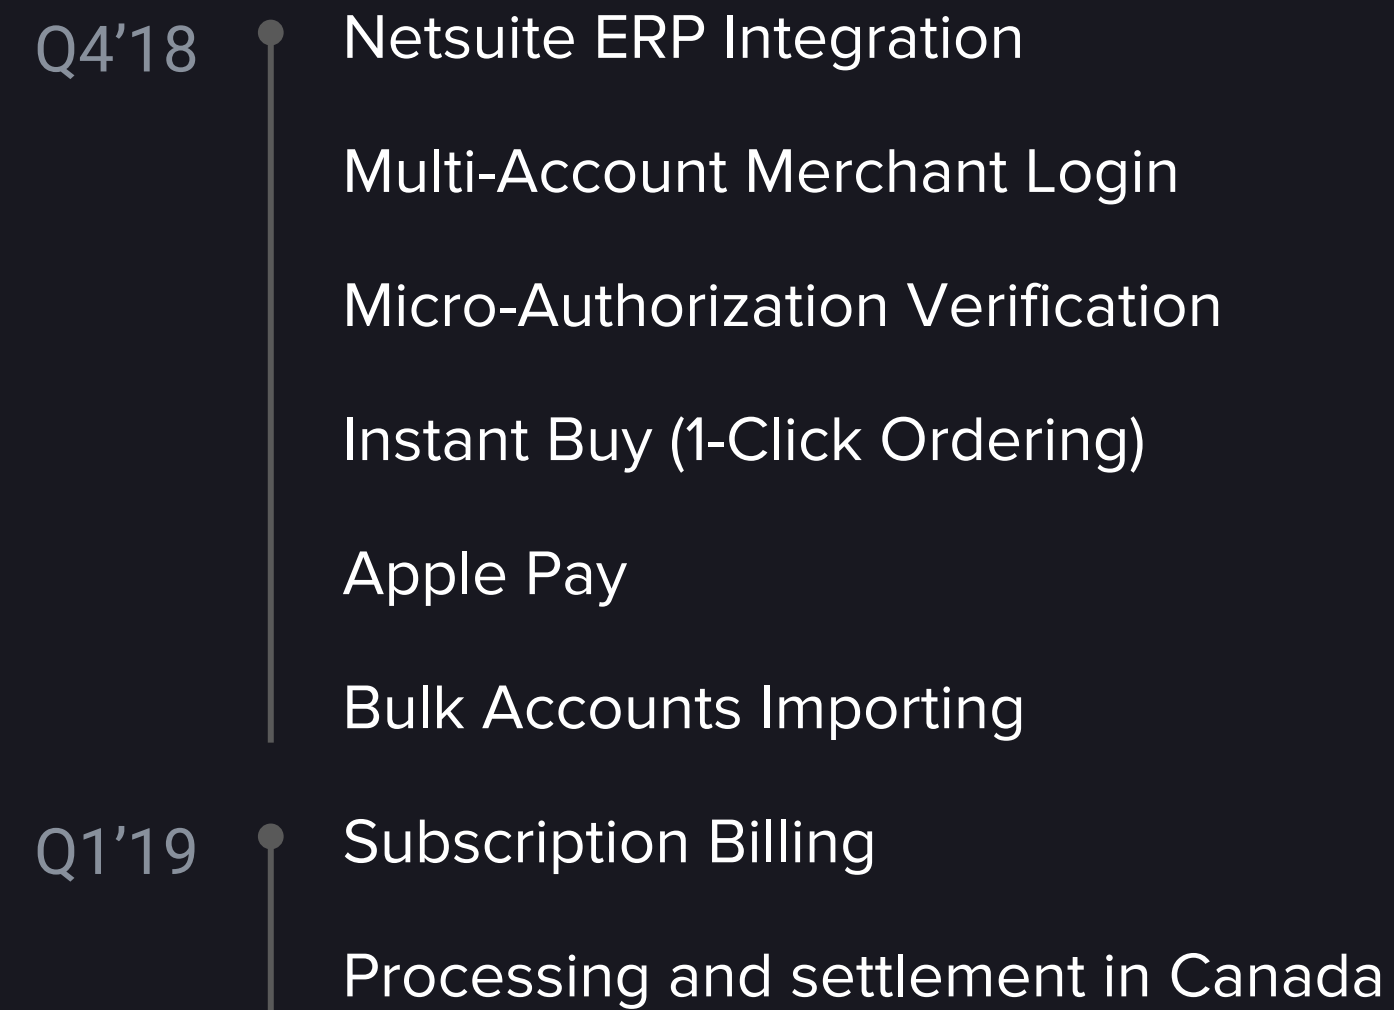 Q4’18 Netsuite ERP Integration
Multi-Account Merchant Login
Micro-Authorization Verification
Instant Buy (1-Click Ordering)
Apple Pay
Bulk Accounts Importing
Q1’19 Subscription Billing
Processing and settlement in Canada